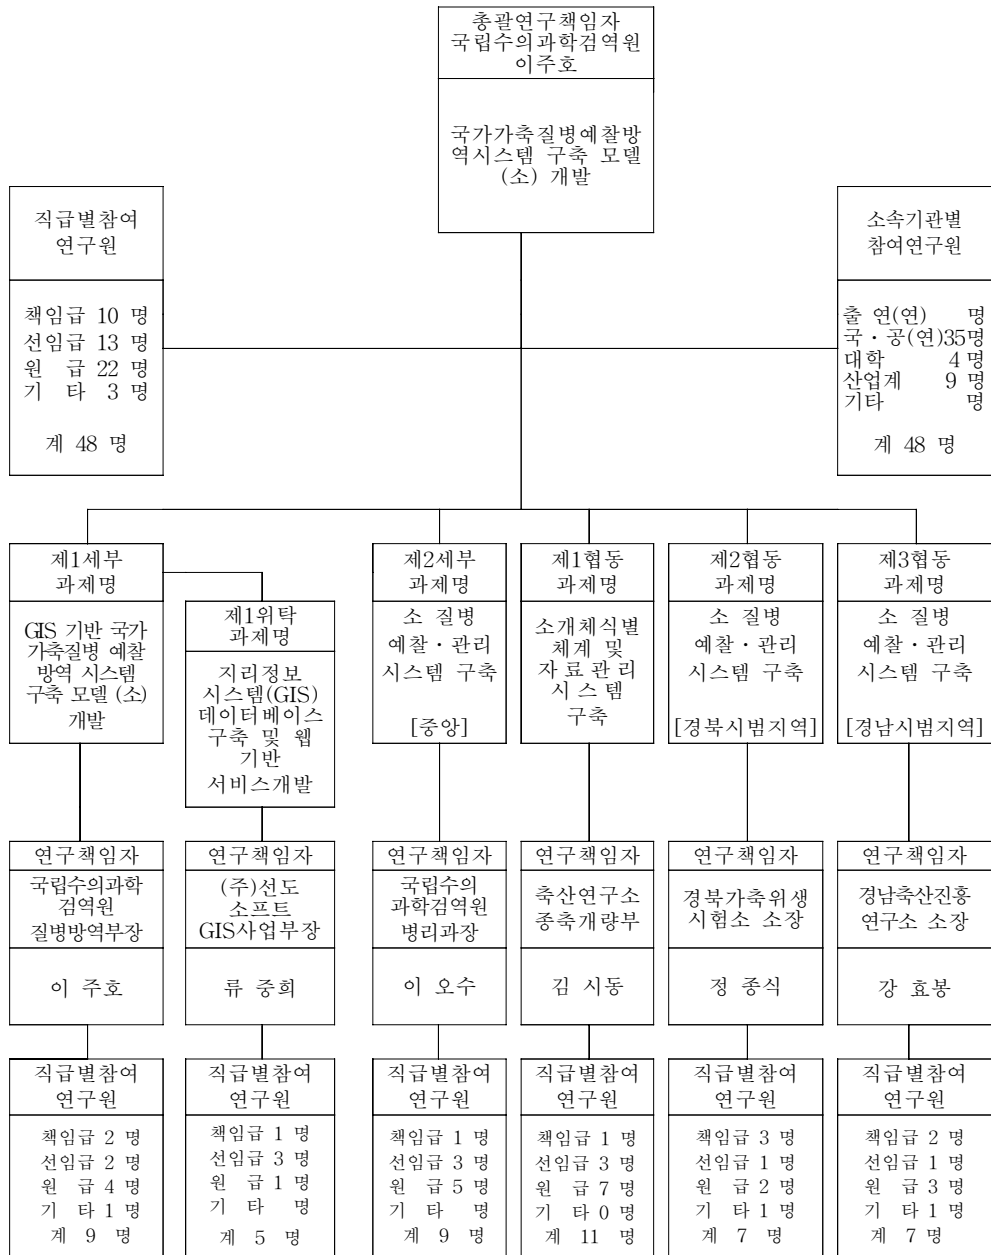 총괄연구책임자
국립수의과학검역원
이주호
국가가축질병예찰방
역시스템 구축 모델
(소) 개발
직급별참여
연구원
책임급 10 명
선임급 13 명
원 급 22 명
기 타 3 명
계 48 명
소속기관별
참여연구원
출 연(연) 명
국・공(연)35명
대학 4명
산업계 9 명
기타 명
계 48 명
제1세부
과제명
GIS 기반 국가
가축질병 예찰
방역 시스템
구축 모델 (소)
개발
제1위탁
과제명
지리정보
시스템(GIS)
데이터베이스
구축 및 웹
기반
서비스개발
제2세부
과제명
소 질병
예찰・관리
시스템 구축
[중앙]
제1협동
과제명
소개체식별
체계 및
자료관리
시스템
구축
제2협동
과제명
소 질병
예찰・관리
시스템 구축
[경북시범지역]
제3협동
과제명
소 질병
예찰・관리
시스템 구축
[경남시범지역]
연구책임자
국립수의과학
검역원
질병방역부장
이 주호
연구책임자
(주)선도
소프트
GIS사업부장
류 중희
연구책임자
국립수의
과학검역원
병리과장
이 오수
연구책임자
축산연구소
종축개량부
김 시동
연구책임자
경북가축위생
시험소 소장
정 종식
연구책임자
경남축산진흥
연구소 소장
강 효봉
직급별참여
연구원
책임급 2 명
선임급 2 명
원 급 4 명
기 타 1 명
계 9 명
직급별참여
연구원
책임급 1 명
선임급 3 명
원 급 1 명
기 타 명
계 5 명
직급별참여
연구원
책임급 1 명
선임급 3 명
원 급 5 명
기 타 명
계 9 명
직급별참여
연구원
책임급 1 명
선임급 3 명
원 급 7 명
기 타 0 명
계 11 명
직급별참여
연구원
책임급 3 명
선임급 1 명
원 급 2 명
기 타 1 명
계 7 명
직급별참여
연구원
책임급 2 명
선임급 1 명
원 급 3 명
기 타 1 명
계 7 명